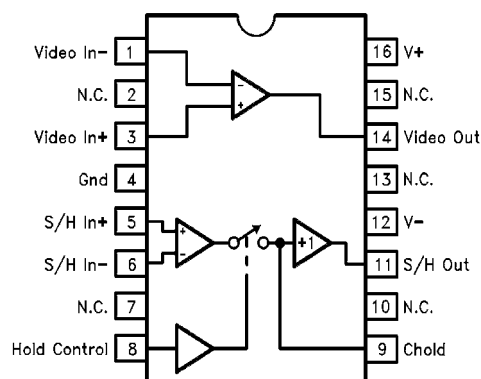 Video In- 1
N.C. 2
Video In+ 3
Gnd 4
S/H In+ 5
S/H In- 6
N.C. 7
Hold Control 8
-
+
+
-
+1
16 V+
15 N.C.
14 Video Out
13 N.C.
12 V-
11 S/H Out
10 N.C.
9 Chold